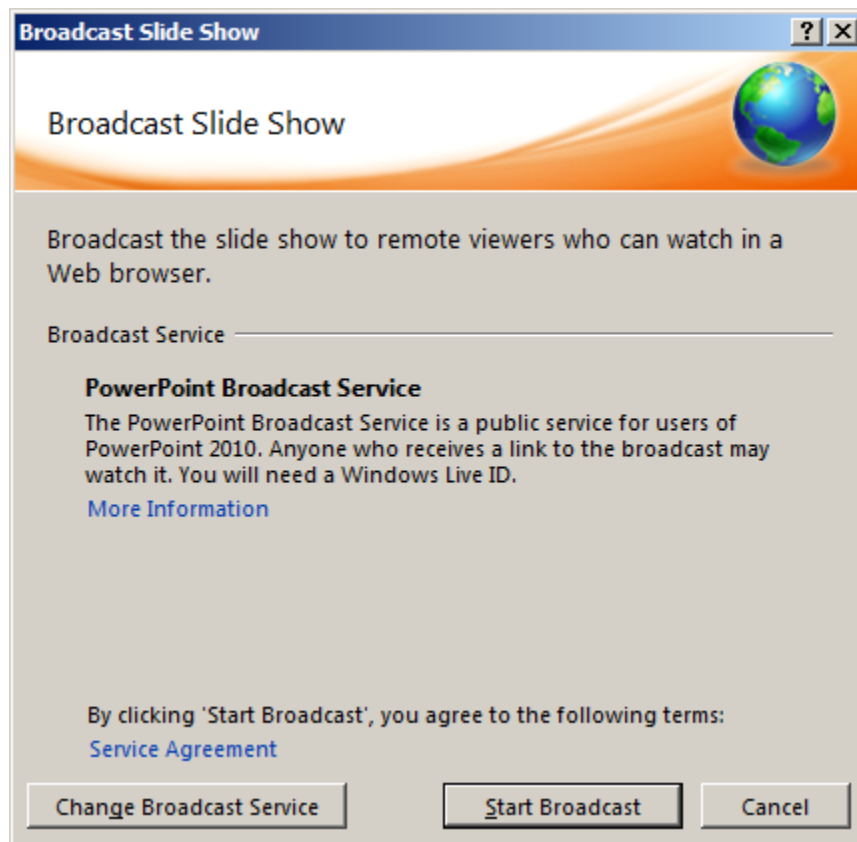 Broadcast Slide Show
Broadcast Slide Show
Broadcast the slide show to remote viewers who can watch in a
Web browser.
Broadcast Service
PowerPoint Broadcast Service
The PowerPoint Broadcast Service is a public service for users of
PowerPoint 2010. Anyone who receives a link to the broadcast may
watch it. You will need a Windows Live ID.
More Information
By clicking 'Start Broadcast', you agree to the following terms:
Service Agreement
Change Broadcast Service
Start Broadcast
Cancel